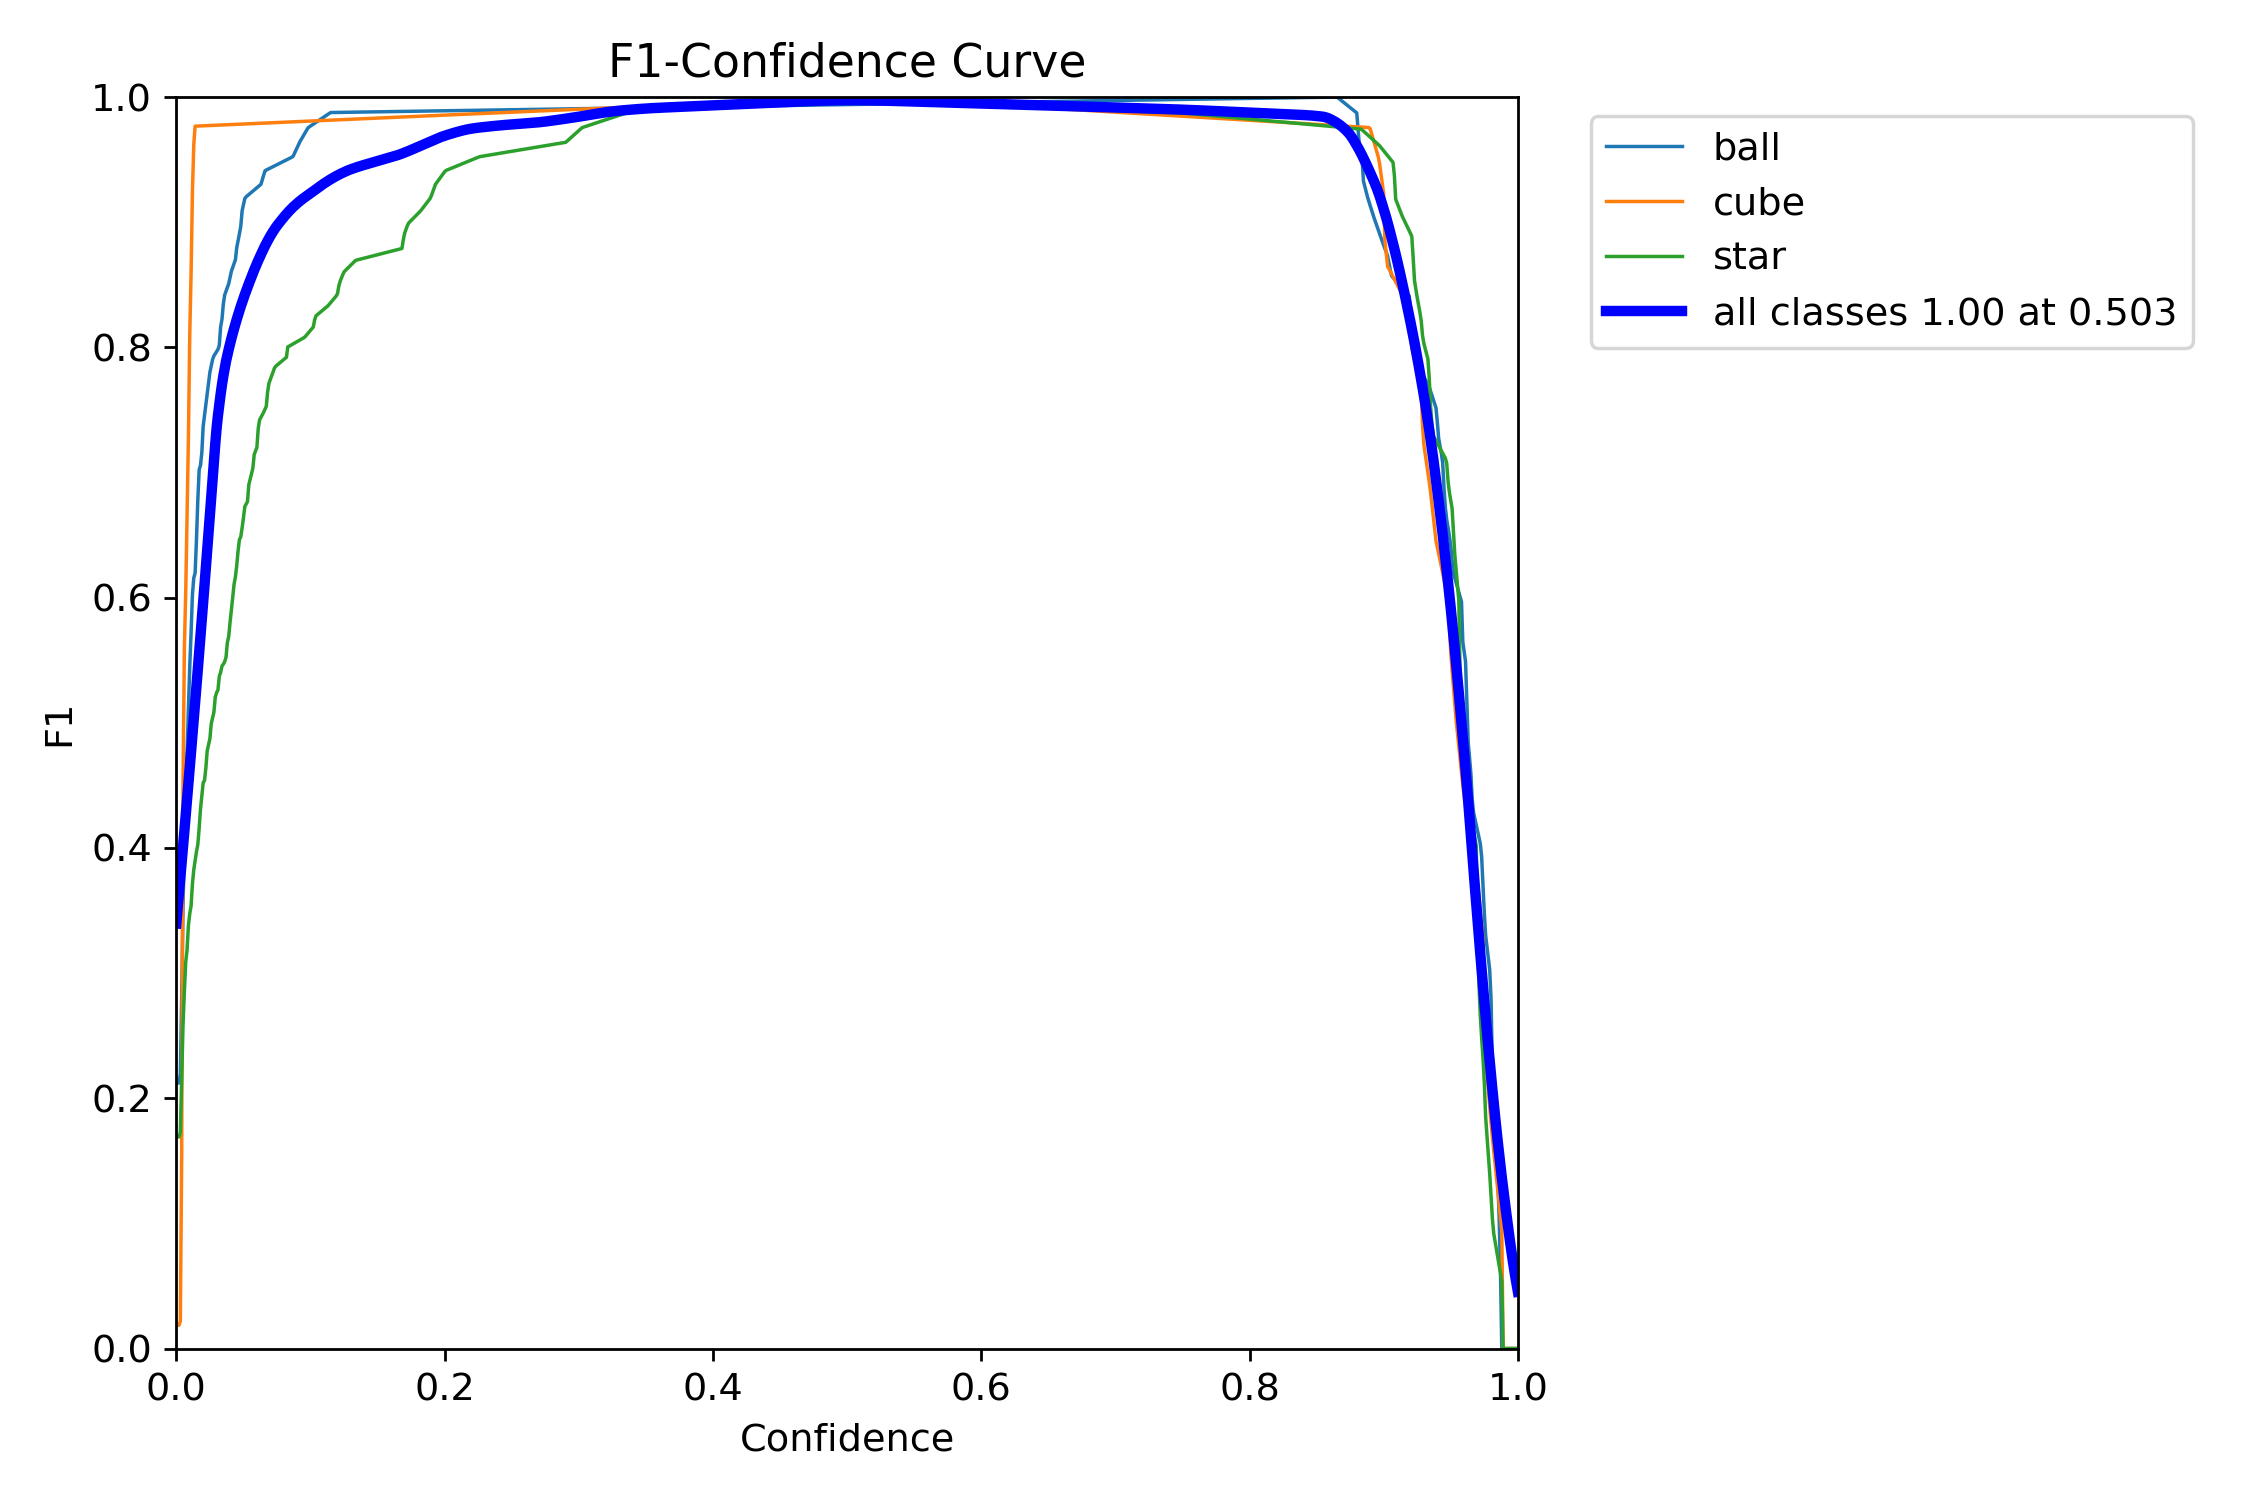 F1-Confidence Curve
1.0
0.8
0.6
0.4
0.2
0.0
F1
0.0 0.2 0.4 0.6 0.8 1.0
Confidence
ball
cube
star
all classes 1.00 at 0.503